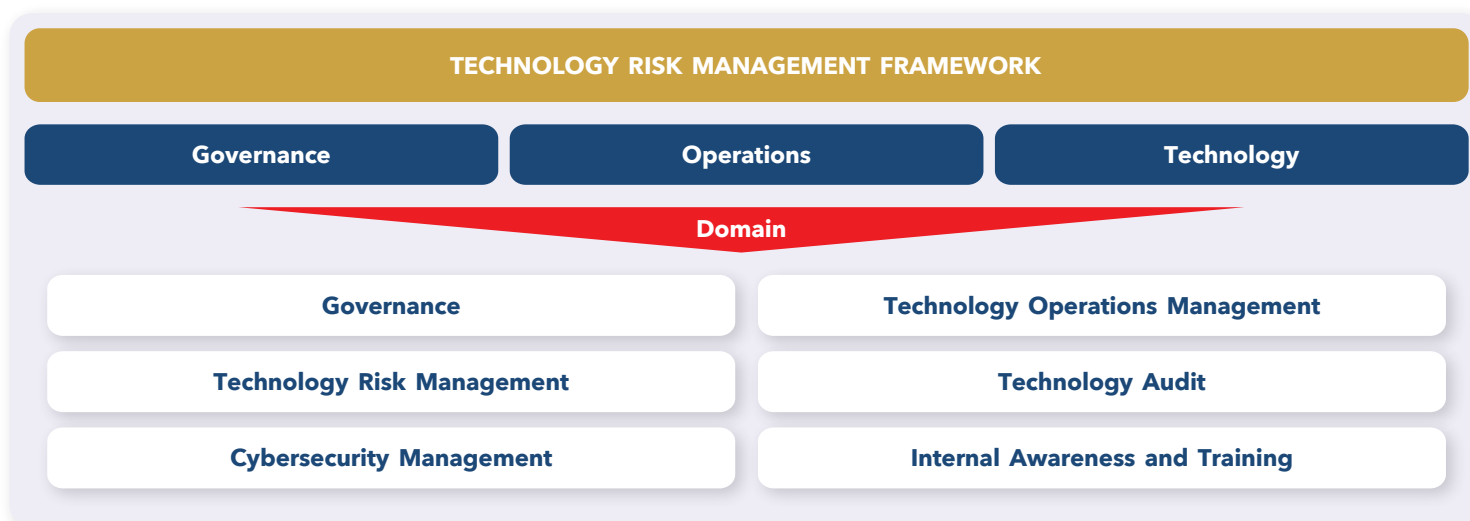 TECHNOLOGY RISK MANAGEMENT FRAMEWORK
Governance
Operations
Technology
Domain
Governance
Technology Operations Management
Technology Risk Management
Technology Audit
Cybersecurity Management
Internal Awareness and Training